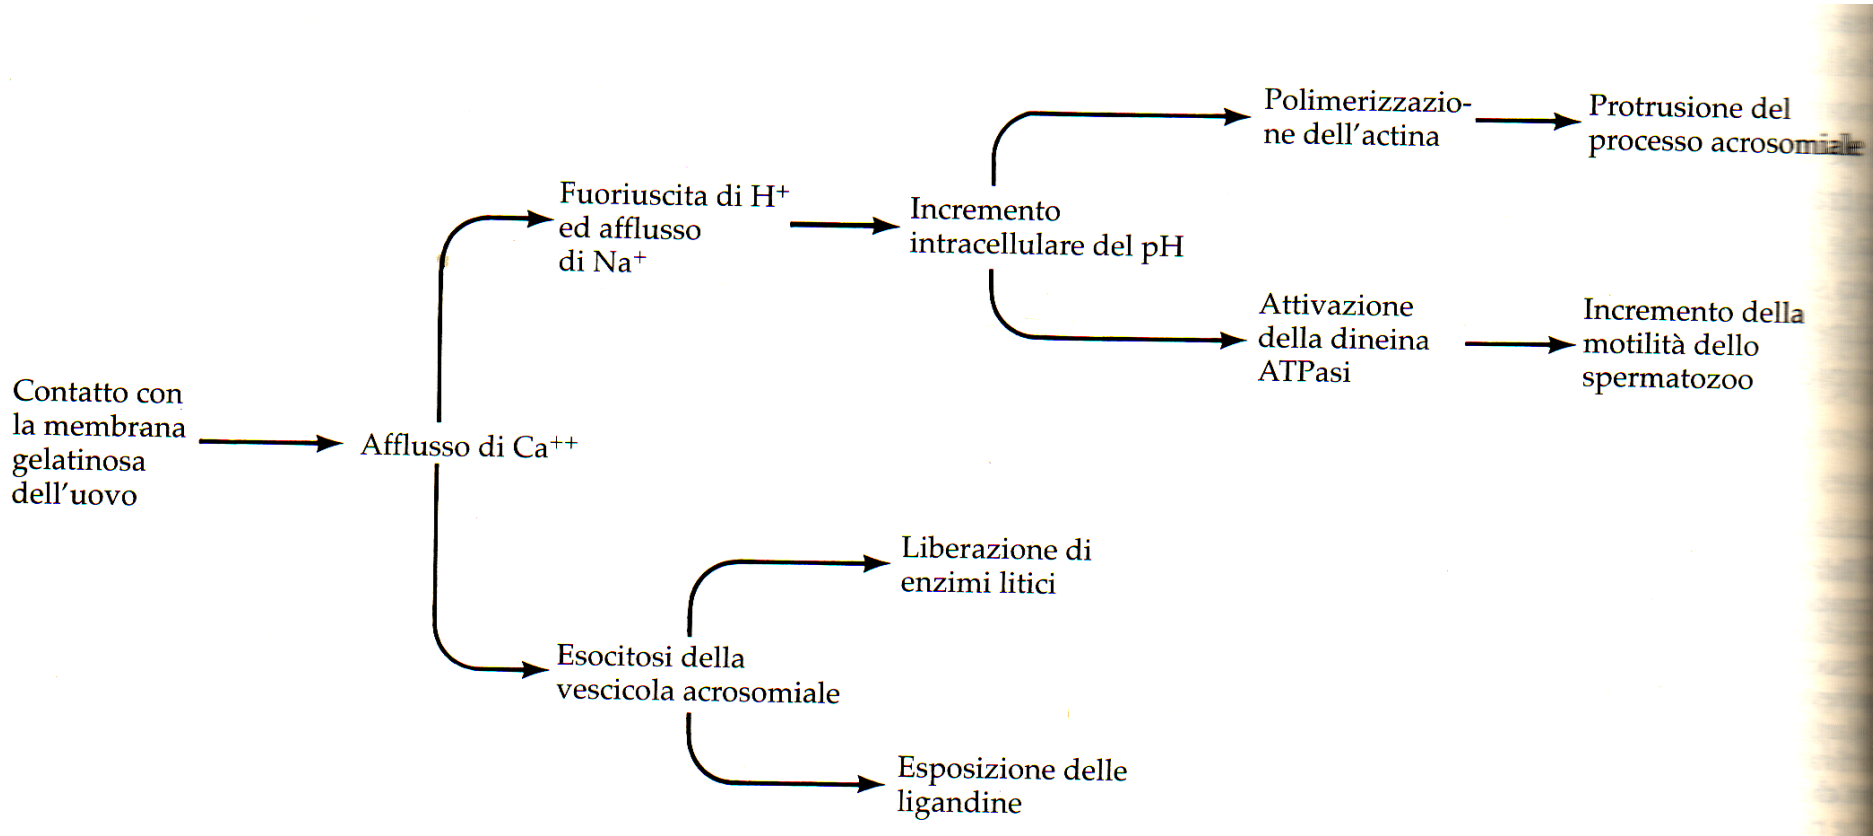 Contatto con
la membrana
gelatinosa
dell'uovo
Afflusso di Ca++
Fuoriuscita di H+
ed afflusso
di Na+
Incremento
intracellulare del pH
Polimerizzazio-
ne dell'actina
Protrusione del
processo acrosomiale
Attivazione
della dineina
ATPasi
Incremento della
motilità dello
spermatozoo
Esocitosi della
vescicola acrosomiale
Liberazione di
enzimi litici
Esposizione delle
ligandine